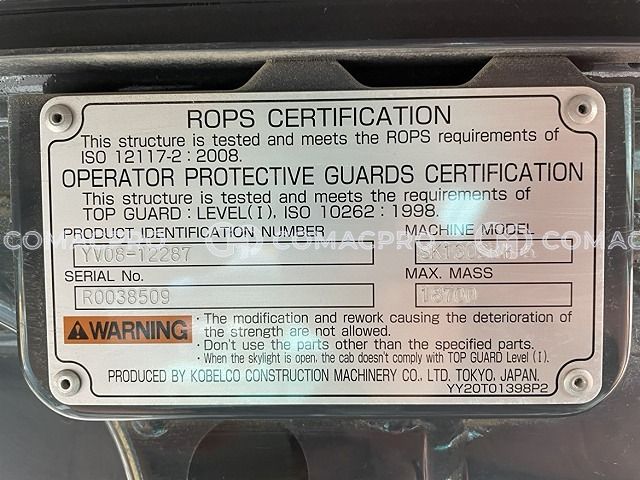 ROPS CERTIFICATION
This structure is tested and meets the ROPS requirements of
ISO 12117-2 : 2008.
OPERATOR PROTECTIVE GUARDS CERTIFICATION
This structure is tested and meets the requirements of
TOP GUARD : LEVEL(I), ISO 10262 : 1998.
PRODUCT IDENTIFICATION NUMBER MACHINE MODEL
YV08-12287
COMACPRO
SERIAL No. MAX. MASS
R0038509 16700
WARNING
・The modification and rework causing the deterioration of
the strength are not allowed.
・Don't use the parts other than the specified parts.
・When the skylight is open, the cab doesn't comply with TOP GUARD Level (I).
PRODUCED BY KOBELCO CONSTRUCTION MACHINERY CO., LTD. TOKYO, JAPAN.
YY20T01398P2